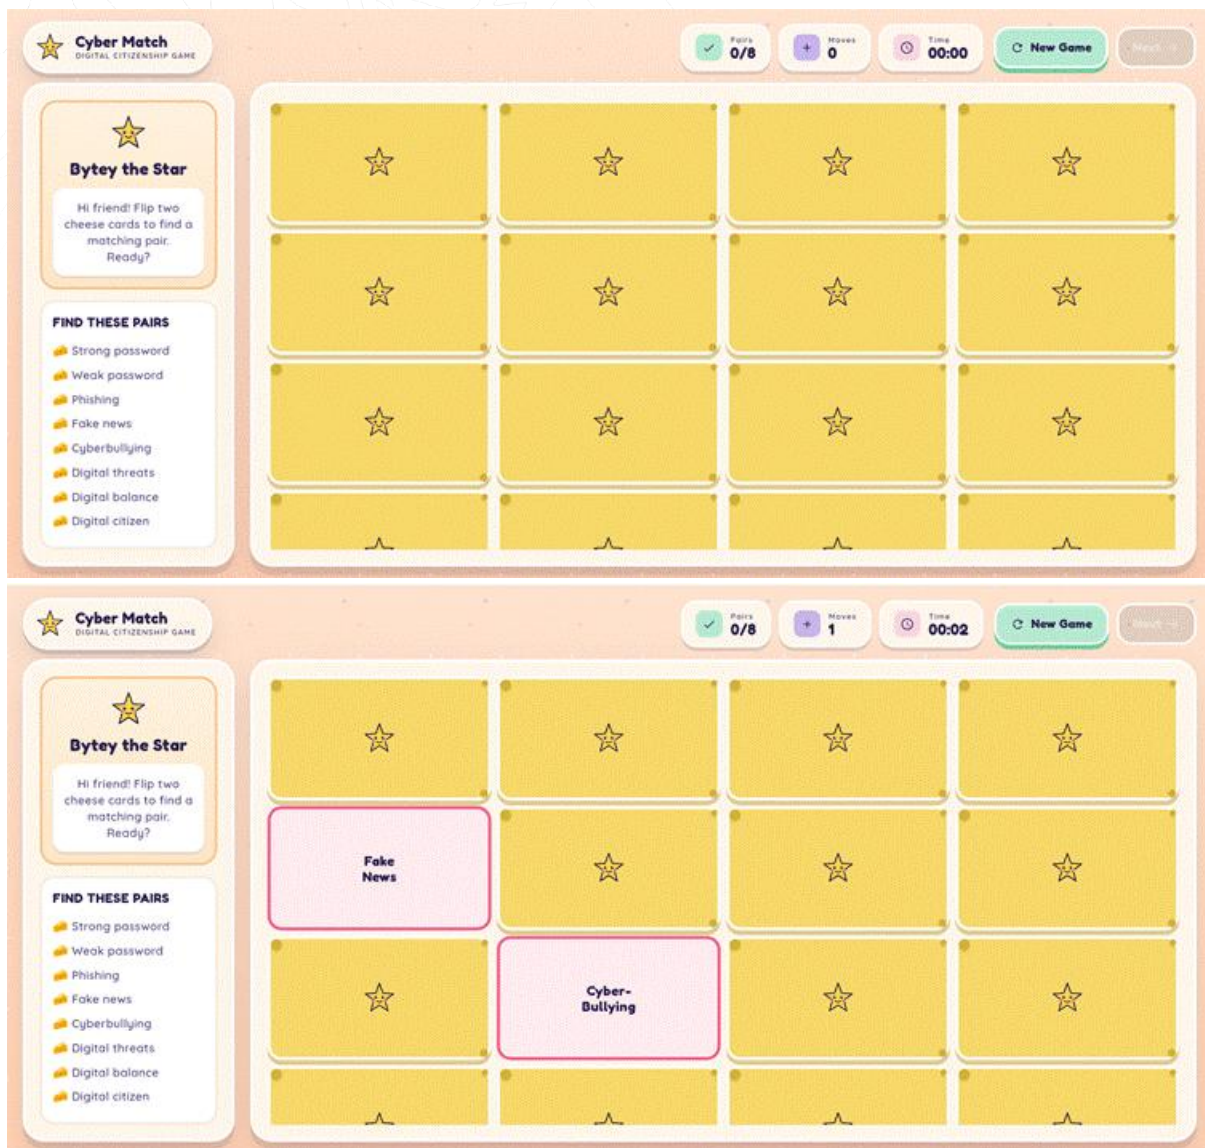 Cyber Match
DIGITAL CITIZENSHIP GAME
Pairs
0/8
Moves
0
Time
00:00
New Game
Next
Bytey the Star
Hi friend! Flip two
cheese cards to find a
matching pair.
Ready?
FIND THESE PAIRS
Strong password
Weak password
Phishing
Fake news
Cyberbullying
Digital threats
Digital balance
Digital citizen
Cyber Match
DIGITAL CITIZENSHIP GAME
Pairs
0/8
Moves
1
Time
00:02
New Game
Next
Bytey the Star
Hi friend! Flip two
cheese cards to find a
matching pair.
Ready?
FIND THESE PAIRS
Strong password
Weak password
Phishing
Fake news
Cyberbullying
Digital threats
Digital balance
Digital citizen
Fake
News
Cyber-
Bullying